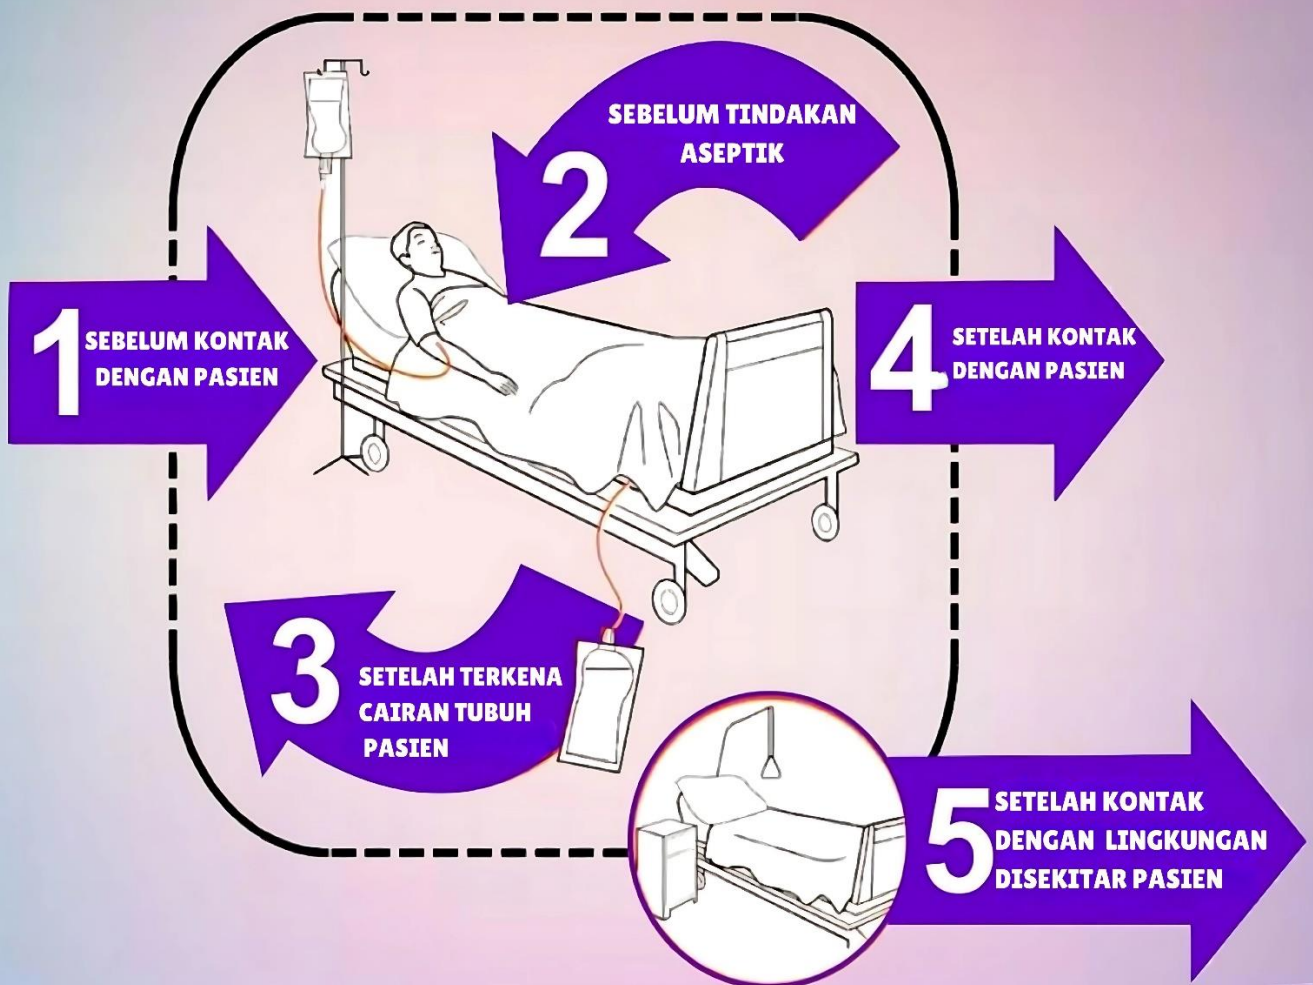 1
SEBELUM KONTAK
DENGAN PASIEN
2
SEBELUM TINDAKAN
ASEPTIK
3
SETELAH TERKENA
CAIRAN TUBUH
PASIEN
4
SETELAH KONTAK
DENGAN PASIEN
5
SETELAH KONTAK
DENGAN LINGKUNGAN
DISEKITAR PASIEN